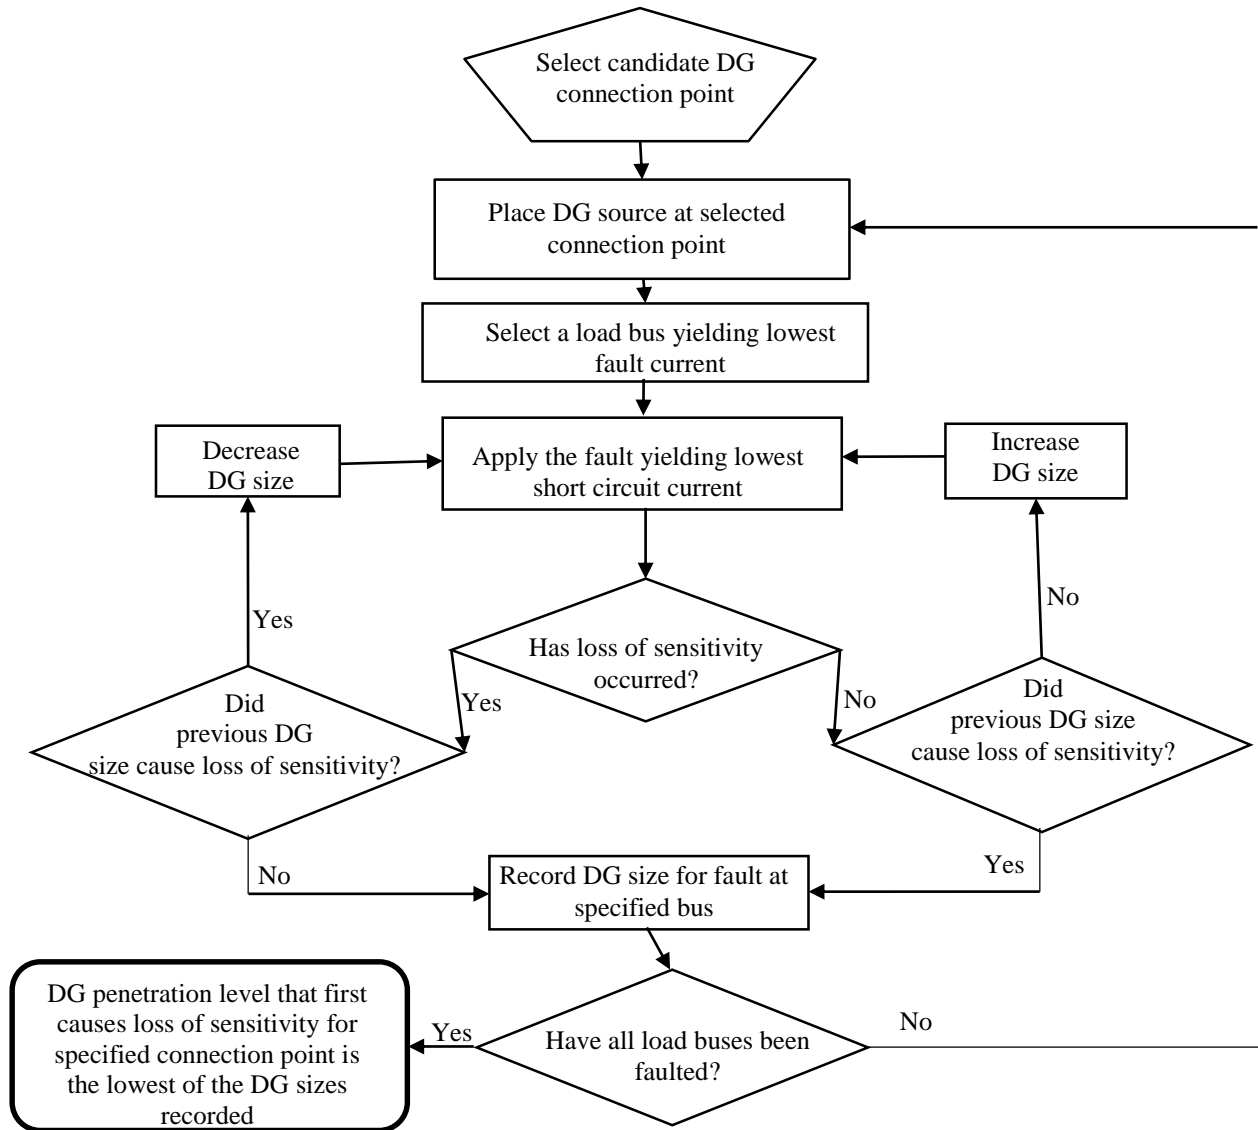 Select candidate DG
connection point
Place DG source at selected
connection point
Select a load bus yielding lowest
fault current
Decrease
DG size
Apply the fault yielding lowest
short circuit current
Increase
DG size
Yes
Has loss of sensitivity
occurred?
No
Yes
No
Did
previous DG
size cause loss of sensitivity?
Did
previous DG size
cause loss of sensitivity?
No
Record DG size for fault at
specified bus
Yes
DG penetration level that first
causes loss of sensitivity for
specified connection point is
the lowest of the DG sizes
recorded
Yes
Have all load buses been
faulted?
No